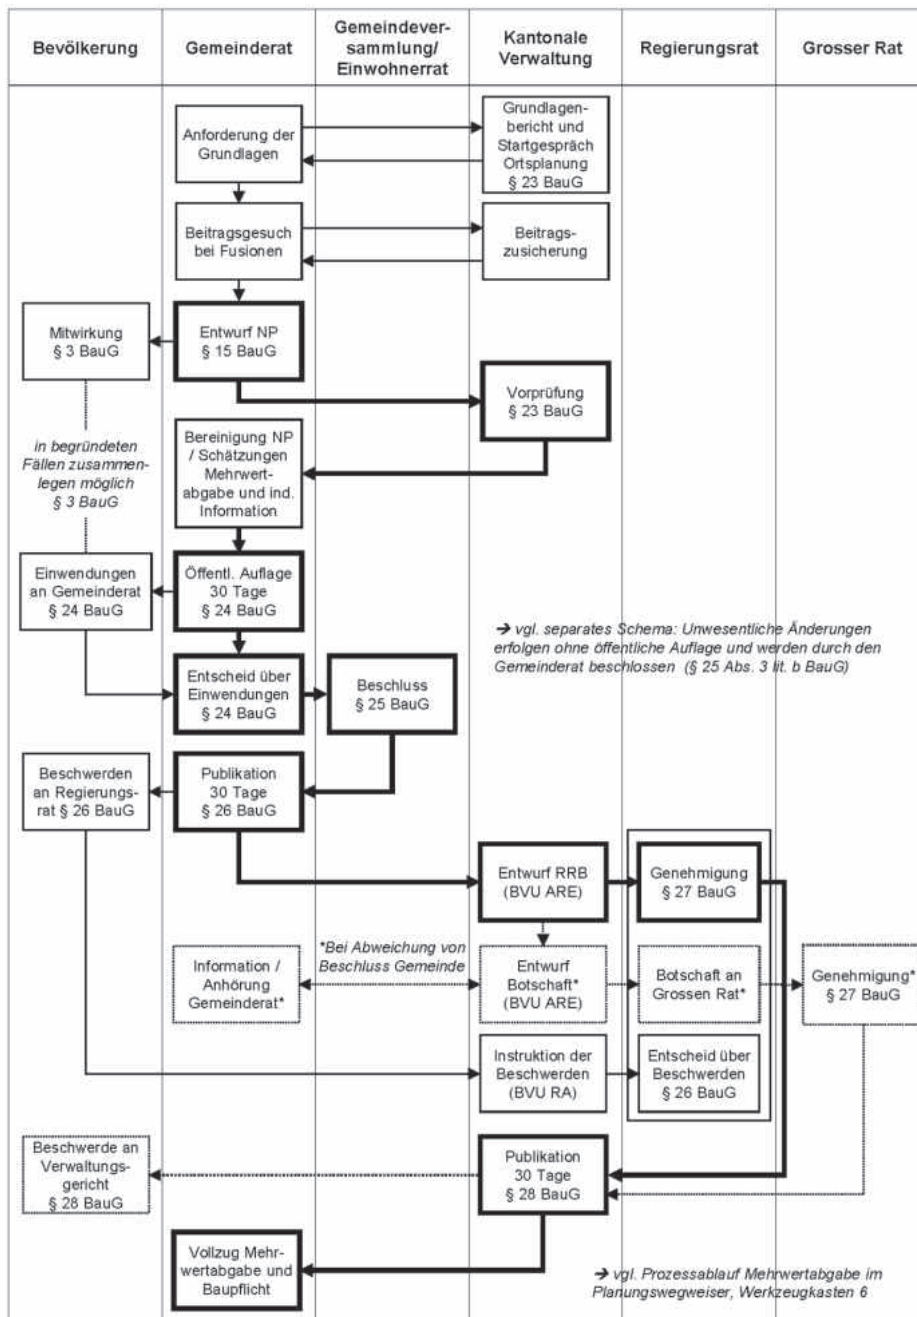 Bevölkerung
Gemeinderat
Gemeindever-
sammlung/
Einwohnerrat
Kantonale
Verwaltung
Regierungsrat
Grosser Rat
Anforderung der
Grundlagen
Grundlagen-
bericht und
Startgespräch
Ortsplanung
§ 23 BauG
Beitragsgesuch
bei Fusionen
Beitrags-
zusicherung
Mitwirkung
§ 3 BauG
Entwurf NP
§ 15 BauG
Vorprüfung
§ 23 BauG
in begründeten
Fällen zusammen-
legen möglich
§ 3 BauG
Bereinigung NP
/ Schätzungen
Mehrwert-
abgabe und ind.
Information
Einwendungen
an Gemeinderat
§ 24 BauG
Öffentl. Auflage
30 Tage
§ 24 BauG
➔ vgl. separates Schema: Unwesentliche Änderungen
erfolgen ohne öffentliche Auflage und werden durch den
Gemeinderat beschlossen (§ 25 Abs. 3 lit. b BauG)
Entscheid über
Einwendungen
§ 24 BauG
Beschluss
§ 25 BauG
Beschwerden
an Regierungs-
rat § 26 BauG
Publikation
30 Tage
§ 26 BauG
Entwurf RRB
(BVU ARE)
Genehmigung
§ 27 BauG
Information /
Anhörung
Gemeinderat*
*Bei Abweichung von
Beschluss Gemeinde
Entwurf
Botschaft*
(BVU ARE)
Botschaft an
Grossen Rat*
Genehmigung*
§ 27 BauG
Instruktion der
Beschwerden
(BVU RA)
Entscheid über
Beschwerden
§ 26 BauG
Beschwerde an
Verwaltungs-
gericht
§ 28 BauG
Publikation
30 Tage
§ 28 BauG
Vollzug Mehr-
wertabgabe und
Baupflicht
➔ vgl. Prozessablauf Mehrwertabgabe im
Planungswegweiser, Werkzeugkasten 6